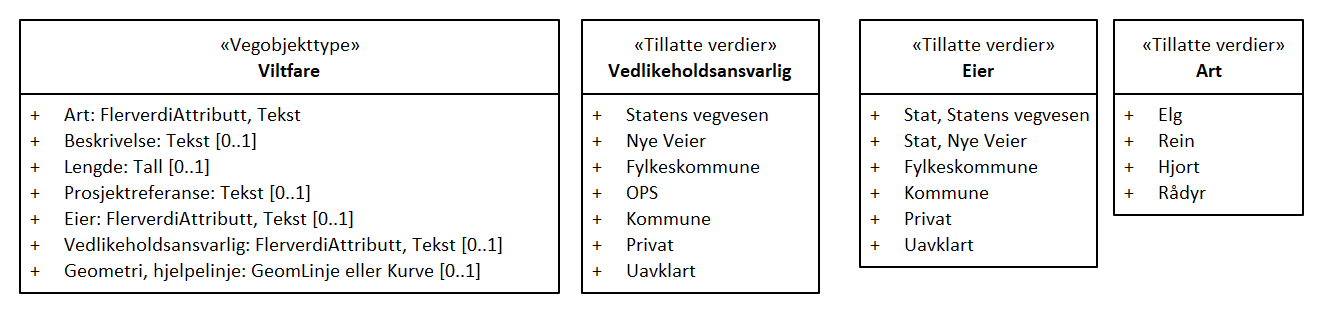 «Vegobjekttype»
Viltfare
+ Art: FlerverdiAttributt, Tekst
+ Beskrivelse: Tekst [0..1]
+ Lengde: Tall [0..1]
+ Prosjektreferanse: Tekst [0..1]
+ Eier: FlerverdiAttributt, Tekst [0..1]
+ Vedlikeholdsansvarlig: FlerverdiAttributt, Tekst [0..1]
+ Geometri, hjelpelinje: GeomLinje eller Kurve [0..1]
«Tillatte verdier»
Vedlikeholdsansvarlig
+ Statens vegvesen
+ Nye Veier
+ Fylkeskommune
+ OPS
+ Kommune
+ Privat
+ Uavklart
«Tillatte verdier»
Eier
+ Stat, Statens vegvesen
+ Stat, Nye Veier
+ Fylkeskommune
+ Kommune
+ Privat
+ Uavklart
«Tillatte verdier»
Art
+ Elg
+ Rein
+ Hjort
+ Rådyr